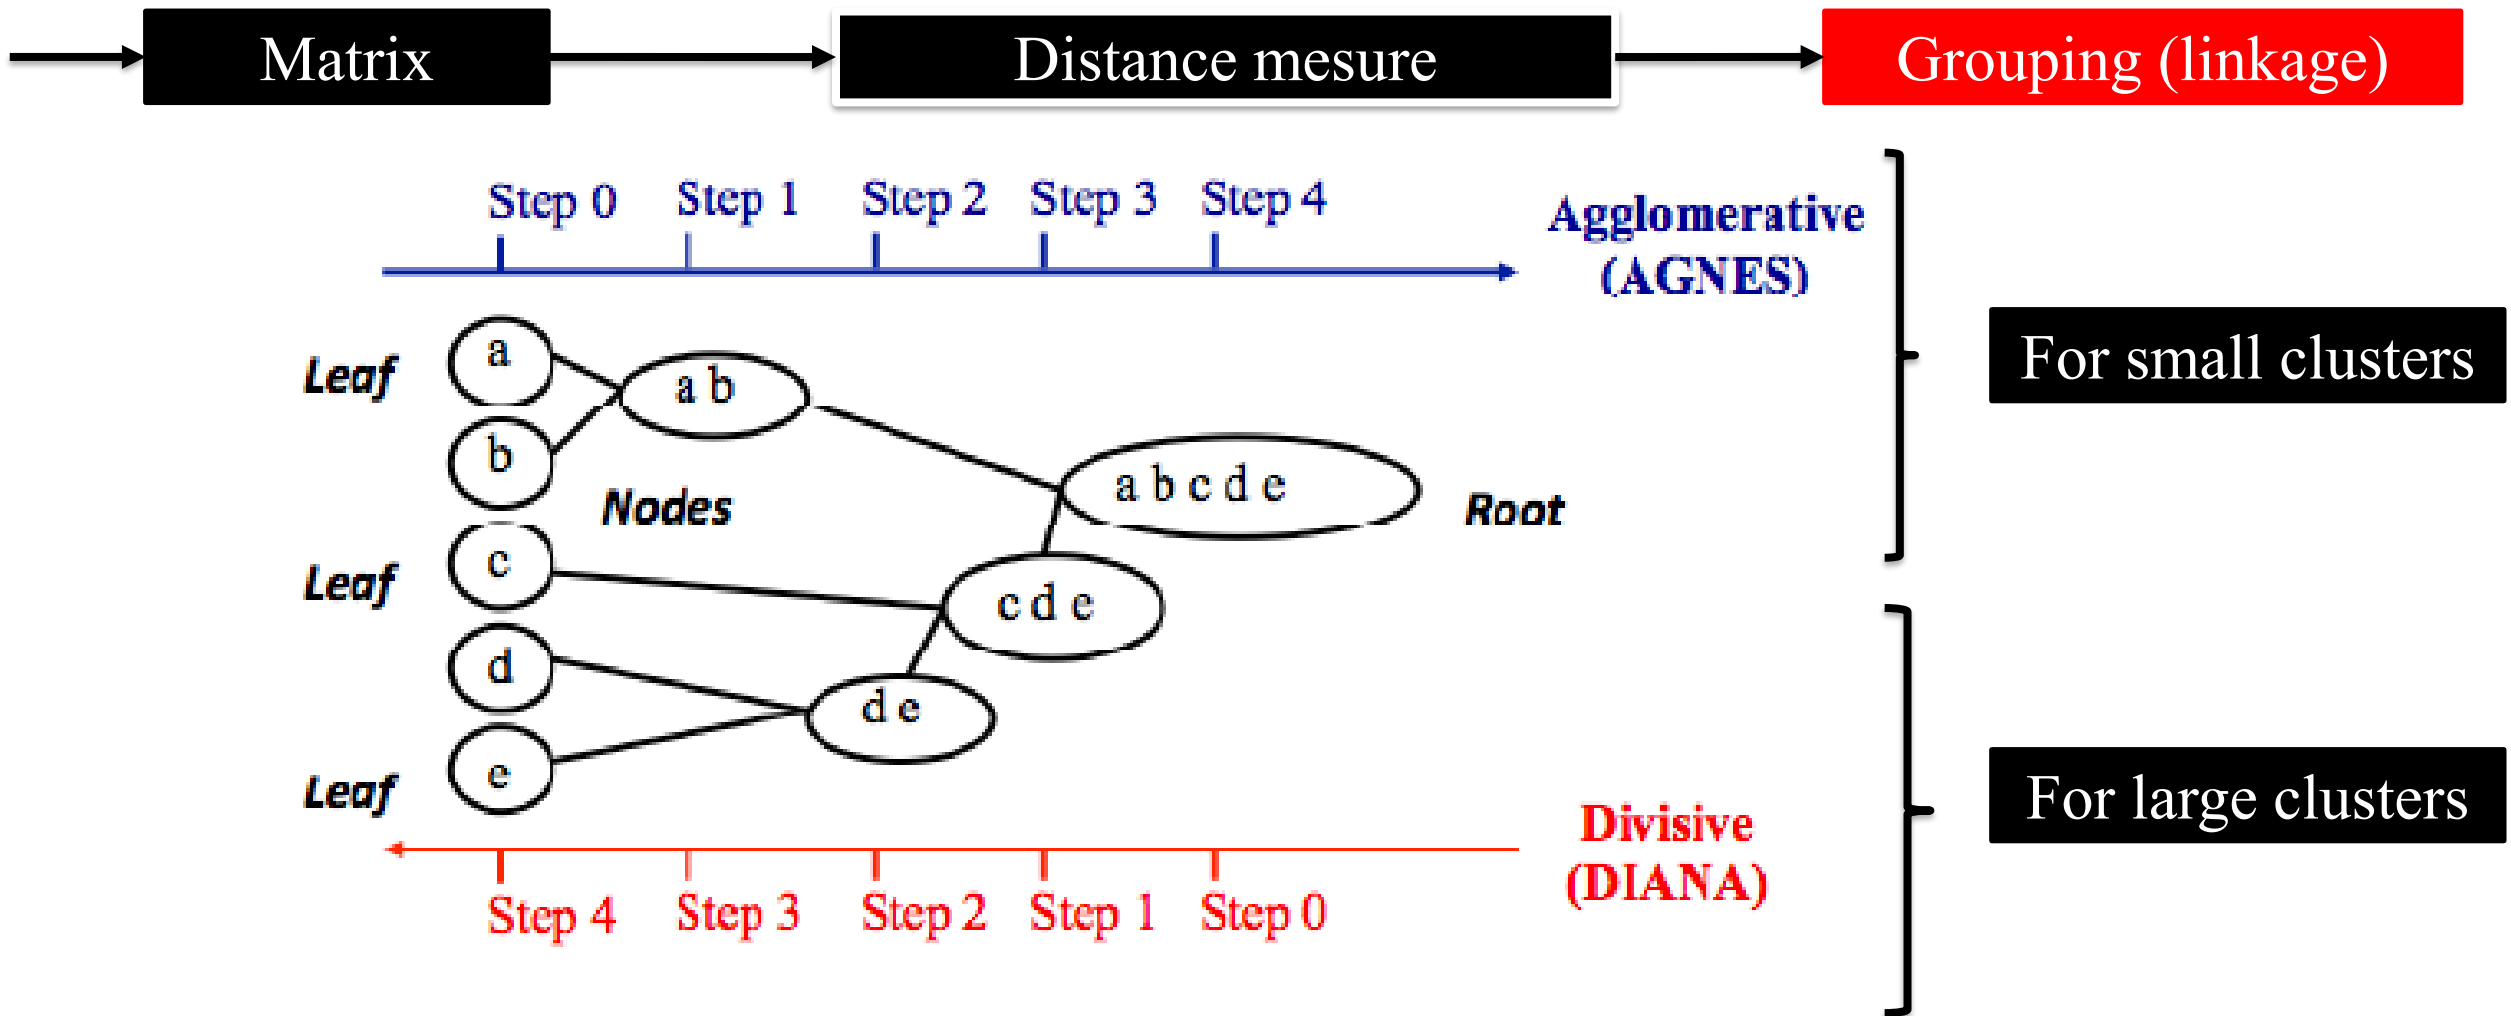 Matrix
Distance mesure
Grouping (linkage)
Step 0
Step 1
Step 2
Step 3
Step 4
Agglomerative
(AGNES)
For small clusters
Leaf
a
a b
b
a b c d e
Nodes
Root
Leaf
c
c d e
d
d e
Leaf
e
For large clusters
Divisive
(DIANA)
Step 4
Step 3
Step 2
Step 1
Step 0